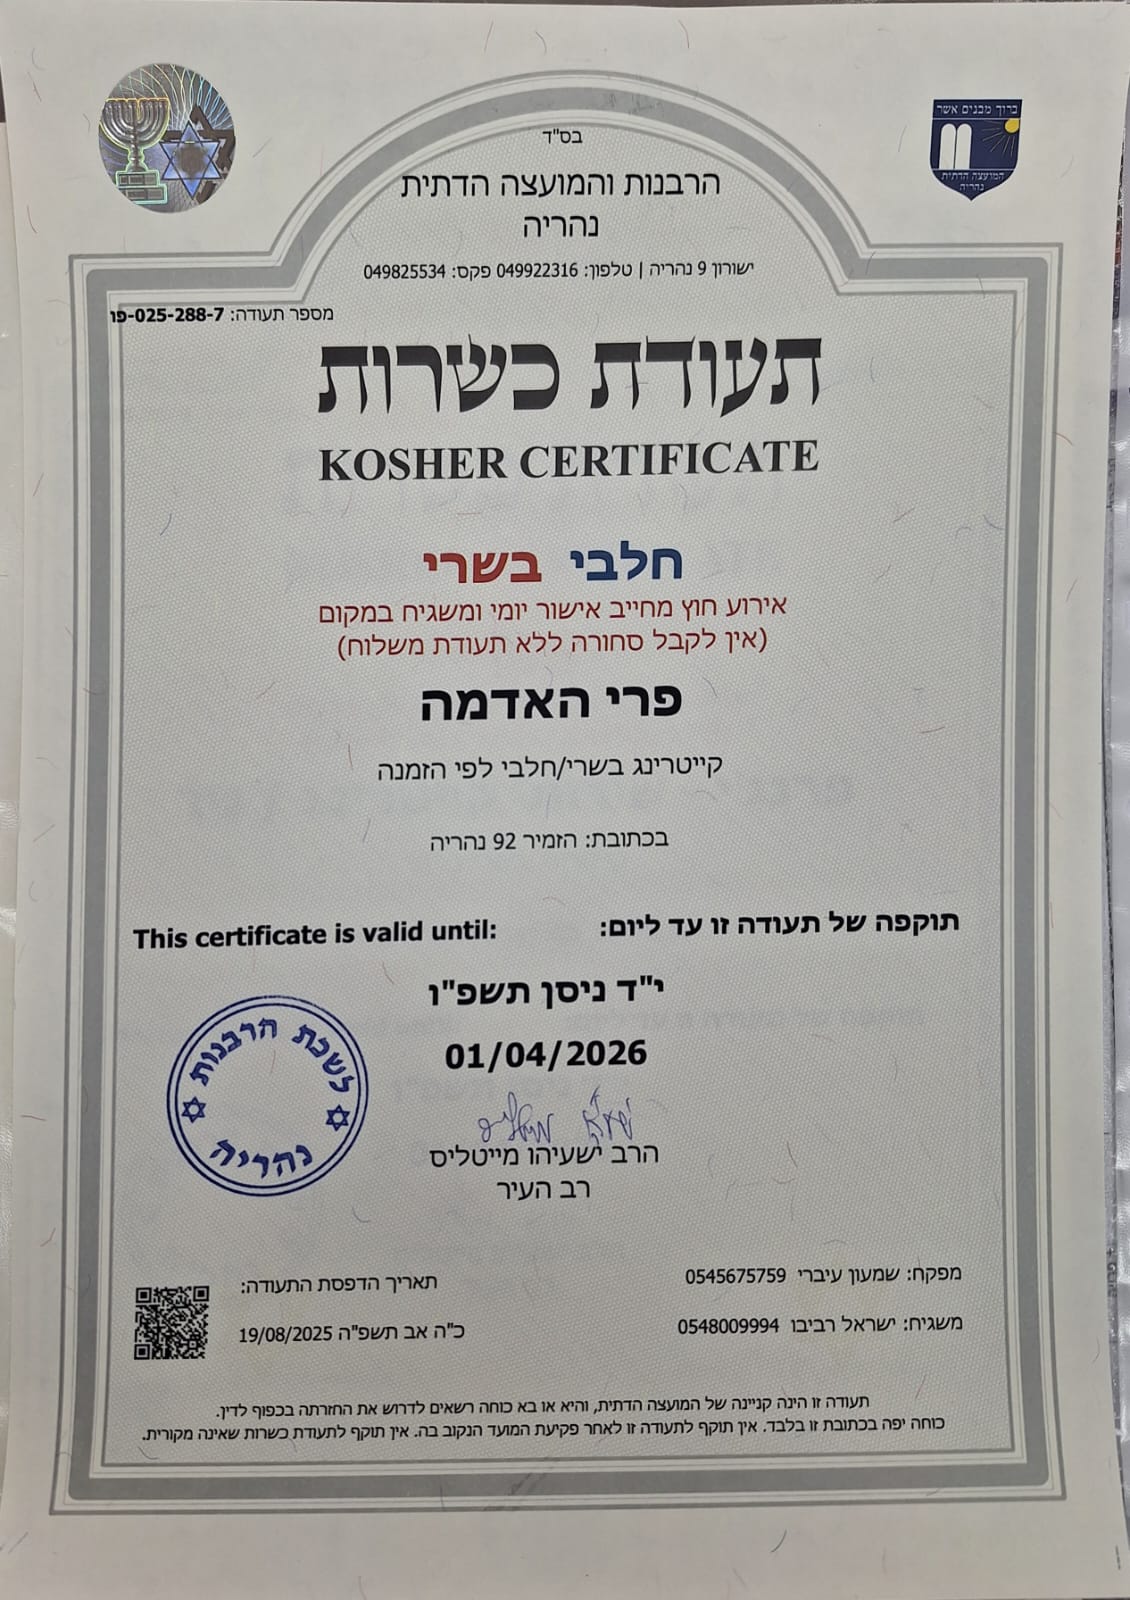 ברוך מבנים אשר
המועצה הדתית
נהריה
בס"ד
הרבנות והמועצה הדתית
נהריה
ישורון 9 נהריה | טלפון: 049922316 פקס: 049825534
מספר תעודה: פו-025-288-7
תעודת כשרות
KOSHER CERTIFICATE
חלבי בשרי
אירוע חוץ מחייב אישור יומי ומשגיח במקום
(אין לקבל סחורה ללא תעודת משלוח)
פרי האדמה
קייטרינג בשרי/חלבי לפי הזמנה
בכתובת: הזמיר 92 נהריה
תוקפה של תעודה זו עד ליום: This certificate is valid until:
י"ד ניסן תשפ"ו
01/04/2026
לשכת הרבנות
נהריה
הרב ישעיהו מייטליס
רב העיר
מפקח: שמעון עיברי 0545675759
משגיח: ישראל רביבו 0548009994
תאריך הדפסת התעודה:
כ"ה אב תשפ"ה 19/08/2025
תעודה זו הינה קניינה של המועצה הדתית, והיא או בא כוחה רשאים לדרוש את החזרתה בכפוף לדין.
כוחה יפה בכתובת זו בלבד. אין תוקף לתעודה זו לאחר פקיעת המועד הנקוב בה. אין תוקף לתעודת כשרות שאינה מקורית.